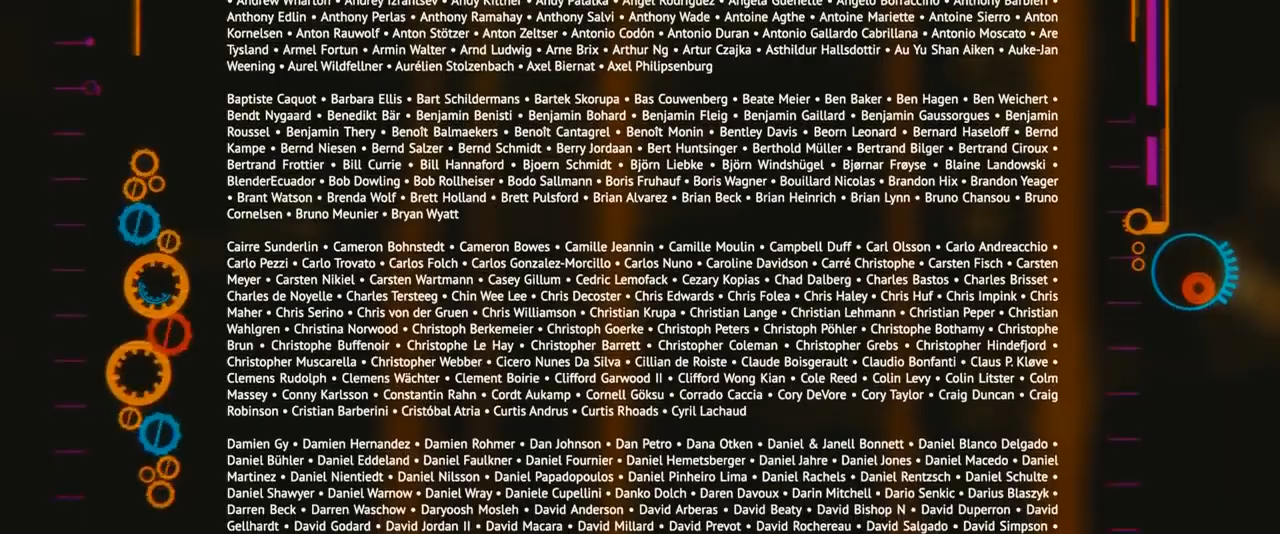 • Andrew Wharton • Andrey Izrantsev • Andy Kittner • Andy Palatka • Angel Rodriguez • Angela Guenette • Angelo Borraccino • Anthony Barbieri •
Anthony Edlin • Anthony Perlas • Anthony Ramahay • Anthony Salvi • Anthony Wade • Antoine Agthe • Antoine Mariette • Antoine Sierro • Anton
Kornelsen • Anton Rauwolf • Anton Stötzer • Anton Zeltser • Antonio Codón • Antonio Duran • Antonio Gallardo Cabrillana • Antonio Moscato • Are
Tysland • Armel Fortun • Armin Walter • Arnd Ludwig • Arne Brix • Arthur Ng • Artur Czajka • Asthildur Hallsdottir • Au Yu Shan Aiken • Auke-Jan
Weening • Aurel Wildfellner • Aurélien Stolzenbach • Axel Biernat • Axel Philipsenburg
Baptiste Caquot • Barbara Ellis • Bart Schildermans • Bartek Skorupa • Bas Couwenberg • Beate Meier • Ben Baker • Ben Hagen • Ben Weichert •
Bendt Nygaard • Benedikt Bär • Benjamin Benisti • Benjamin Bohard • Benjamin Fleig • Benjamin Gaillard • Benjamin Gaussorgues • Benjamin
Roussel • Benjamin Thery • Benoît Balmaekers • Benoît Cantagrel • Benoît Monin • Bentley Davis • Beorn Leonard • Bernard Haseloff • Bernd
Kampe • Bernd Niesen • Bernd Salzer • Bernd Schmidt • Berry Jordaan • Bert Huntsinger • Berthold Müller • Bertrand Bilger • Bertrand Ciroux •
Bertrand Frottier • Bill Currie • Bill Hannaford • Bjoern Schmidt • Björn Liebke • Björn Windshügel • Bjørnar Frøyse • Blaine Landowski •
BlenderEcuador • Bob Dowling • Bob Rollheiser • Bodo Sallmann • Boris Fruhauf • Boris Wagner • Bouillard Nicolas • Brandon Hix • Brandon Yeager
• Brant Watson • Brenda Wolf • Brett Holland • Brett Pulsford • Brian Alvarez • Brian Beck • Brian Heinrich • Brian Lynn • Bruno Chansou • Bruno
Cornelsen • Bruno Meunier • Bryan Wyatt
Cairre Sunderlin • Cameron Bohnstedt • Cameron Bowes • Camille Jeannin • Camille Moulin • Campbell Duff • Carl Olsson • Carlo Andreacchio •
Carlo Pezzi • Carlo Trovato • Carlos Folch • Carlos Gonzalez-Morcillo • Carlos Nuno • Caroline Davidson • Carré Christophe • Carsten Fisch • Carsten
Meyer • Carsten Nikiel • Carsten Wartmann • Casey Gillum • Cedric Lemofack • Cezary Kopias • Chad Dalberg • Charles Bastos • Charles Brisset •
Charles de Noyelle • Charles Tersteeg • Chin Wee Lee • Chris Decoster • Chris Edwards • Chris Folea • Chris Haley • Chris Huf • Chris Impink • Chris
Maher • Chris Serino • Chris von der Gruen • Chris Williamson • Christian Krupa • Christian Lange • Christian Lehmann • Christian Peper • Christian
Wahlgren • Christina Norwood • Christoph Berkemeier • Christoph Goerke • Christoph Peters • Christoph Pöhler • Christophe Bothamy • Christophe
Brun • Christophe Buffenoir • Christophe Le Hay • Christopher Barrett • Christopher Coleman • Christopher Grebs • Christopher Hindefjord •
Christopher Muscarella • Christopher Webber • Cicero Nunes Da Silva • Cillian de Roiste • Claude Boisgerault • Claudio Bonfanti • Claus P. Kløve •
Clemens Rudolph • Clemens Wächter • Clement Boirie • Clifford Garwood II • Clifford Wong Kian • Cole Reed • Colin Levy • Colin Litster • Colm
Massey • Conny Karlsson • Constantin Rahn • Cordt Aukamp • Cornell Göksu • Corrado Caccia • Cory DeVore • Cory Taylor • Craig Duncan • Craig
Robinson • Cristian Barberini • Cristóbal Atria • Curtis Andrus • Curtis Rhoads • Cyril Lachaud
Damien Gy • Damien Hernandez • Damien Rohmer • Dan Johnson • Dan Petro • Dana Otken • Daniel & Janell Bonnett • Daniel Blanco Delgado •
Daniel Bühler • Daniel Eddeland • Daniel Faulkner • Daniel Fournier • Daniel Hemetsberger • Daniel Jahre • Daniel Jones • Daniel Macedo • Daniel
Martinez • Daniel Nientiedt • Daniel Nilsson • Daniel Papadopoulos • Daniel Pinheiro Lima • Daniel Rachels • Daniel Rentzsch • Daniel Schulte •
Daniel Shawyer • Daniel Warnow • Daniel Wray • Daniele Cupellini • Danko Dolch • Daren Davoux • Darin Mitchell • Dario Senkic • Darius Blaszyk •
Darren Beck • Darren Waschow • Daryoosh Mosleh • David Anderson • David Arberas • David Beaty • David Bishop N • David Duperron • David
Gellhardt • David Godard • David Jordan II • David Macara • David Millard • David Prevot • David Rochereau • David Salgado • David Simpson •